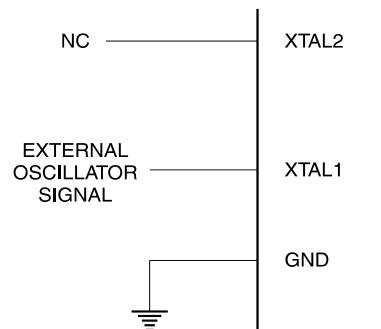 NC XTAL2
EXTERNAL
OSCILLATOR
SIGNAL
XTAL1
GND